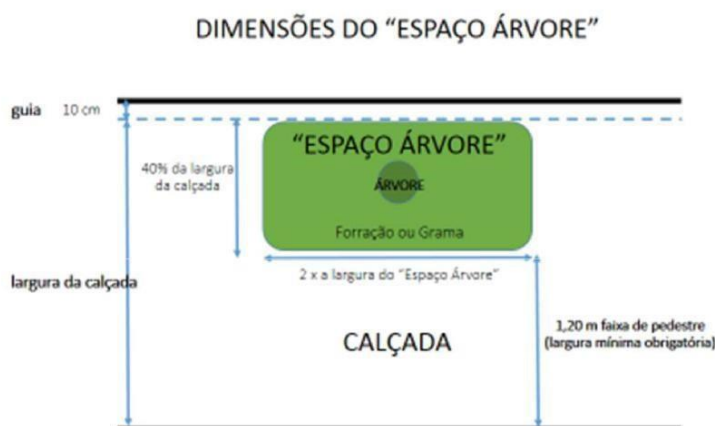 DIMENSÕES DO “ESPAÇO ÁRVORE”
guia 10 cm
“ESPAÇO ÁRVORE”
40% da largura
da calçada
ÁRVORE
Forração ou Grama
2 x a largura do “Espaço Árvore”
largura da calçada
1,20 m faixa de pedestre
(largura mínima obrigatória)
CALÇADA